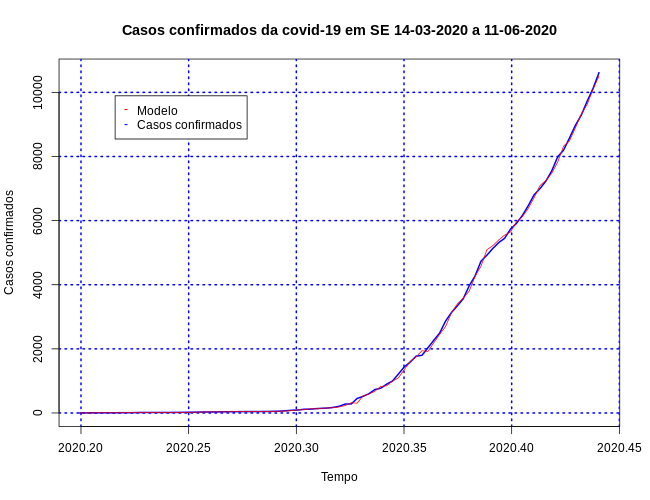 Casos confirmados da covid-19 em SE 14-03-2020 a 11-06-2020
Casos confirmados
10000
8000
6000
4000
2000
0
- Modelo
- Casos confirmados
2020.20 2020.25 2020.30 2020.35 2020.40 2020.45
Tempo